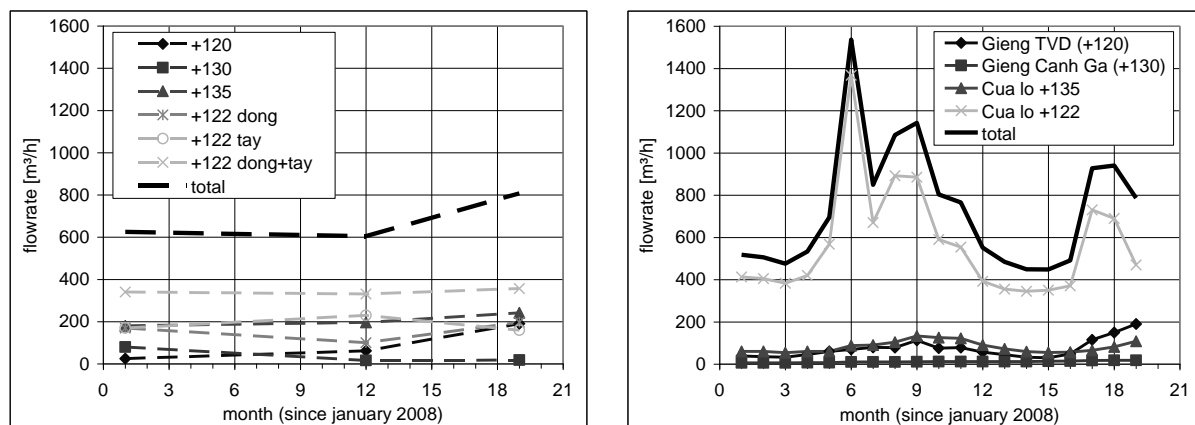 1600
1400
1200
1000
800
600
400
200
0
flowrate [m³/h]
+120
+130
+135
+122 dong
+122 tay
+122 dong+tay
total
0 3 6 9 12 15 18 21
month (since january 2008)
1600
1400
1200
1000
800
600
400
200
0
flowrate [m³/h]
Gieng TVD (+120)
Gieng Canh Ga (+130)
Cua lo +135
Cua lo +122
total
0 3 6 9 12 15 18 21
month (since january 2008)